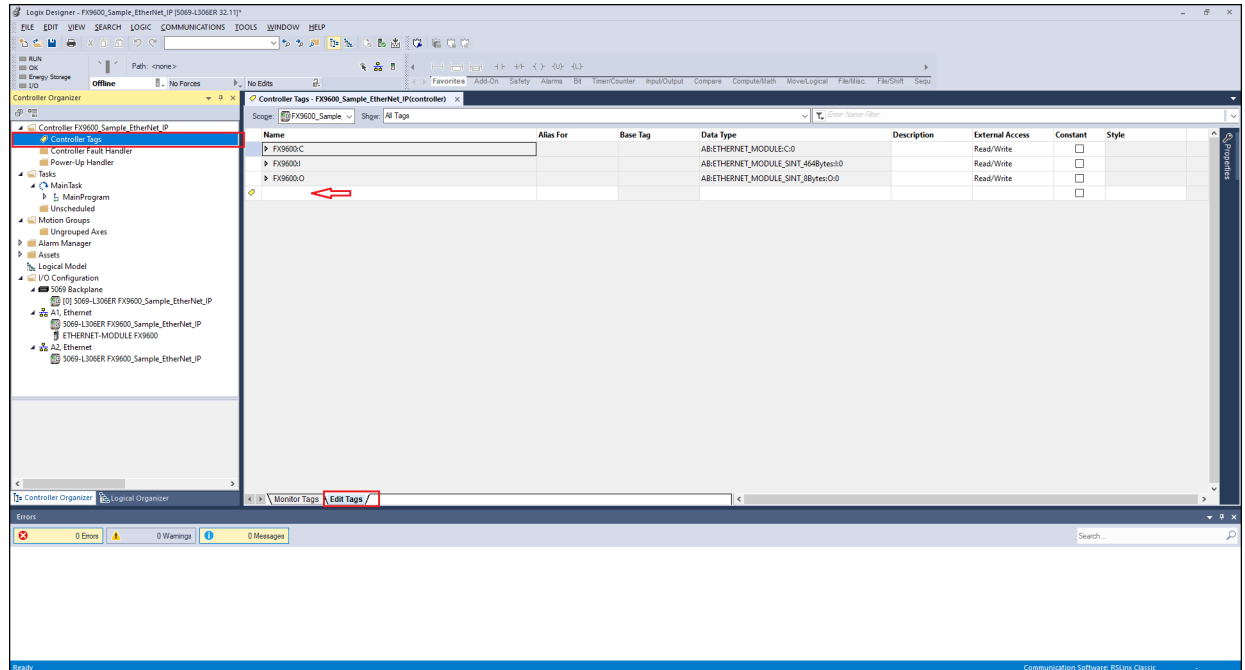 Logix Designer - FX9600_Sample_EtherNet_IP [5069-L306ER 32.11]*
FILE EDIT VIEW SEARCH LOGIC COMMUNICATIONS TOOLS WINDOW HELP
RUN
OK
Energy Storage
I/O
Path: <none>
Offline
No Forces
No Edits
Favorites Add-On Safety Alarms Bit Timer/Counter Input/Output Compare Compute/Math Move/Logical File/Misc. File/Shift Sequ
Controller Organizer
Controller FX9600_Sample_EtherNet_IP
Controller Tags
Controller Fault Handler
Power-Up Handler
Tasks
MainTask
MainProgram
Unscheduled
Motion Groups
Ungrouped Axes
Alarm Manager
Assets
Logical Model
I/O Configuration
5069 Backplane
[0] 5069-L306ER FX9600_Sample_EtherNet_IP
A1, Ethernet
5069-L306ER FX9600_Sample_EtherNet_IP
ETHERNET-MODULE FX9600
A2, Ethernet
5069-L306ER FX9600_Sample_EtherNet_IP
Controller Organizer Logical Organizer
Controller Tags - FX9600_Sample_EtherNet_IP(controller)
Scope: FX9600_Sample Show: All Tags Enter Name Filter...
Name Alias For Base Tag Data Type Description External Access Constant Style
FX9600:C AB:ETHERNET_MODULE:C:0 Read/Write
FX9600:I AB:ETHERNET_MODULE_SINT_464Bytes:I:0 Read/Write
FX9600:O AB:ETHERNET_MODULE_SINT_8Bytes:O:0 Read/Write
Properties
Monitor Tags Edit Tags
Errors
0 Errors 0 Warnings 0 Messages Search...
Ready Communication Software: RSLinx Classic